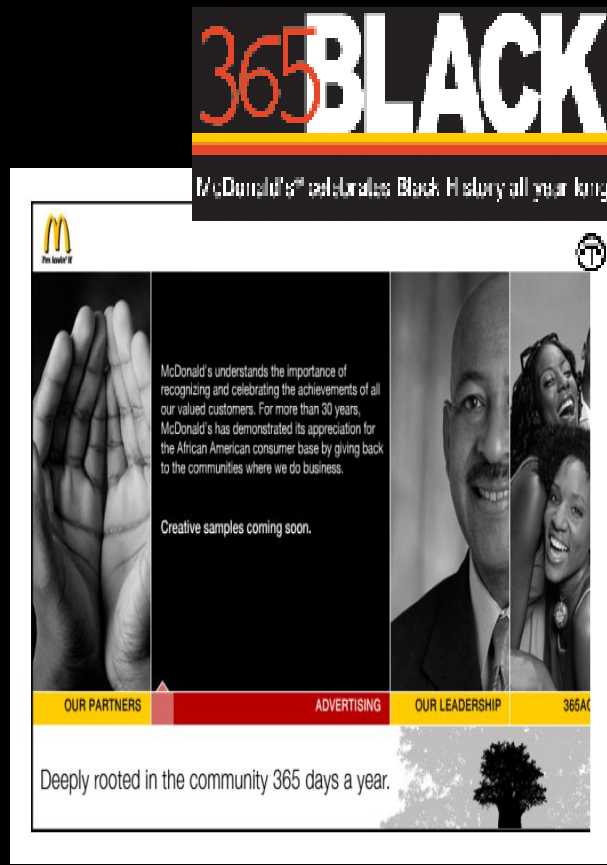 365BLACK
McDonald's℠ celebrates Black History all year long
i'm lovin' it
McDonald's understands the importance of
recognizing and celebrating the achievements of all
our valued customers. For more than 30 years,
McDonald's has demonstrated its appreciation for
the African American consumer base by giving back
to the communities where we do business.
Creative samples coming soon.
OUR PARTNERS
ADVERTISING
OUR LEADERSHIP
Deeply rooted in the community 365 days a year.